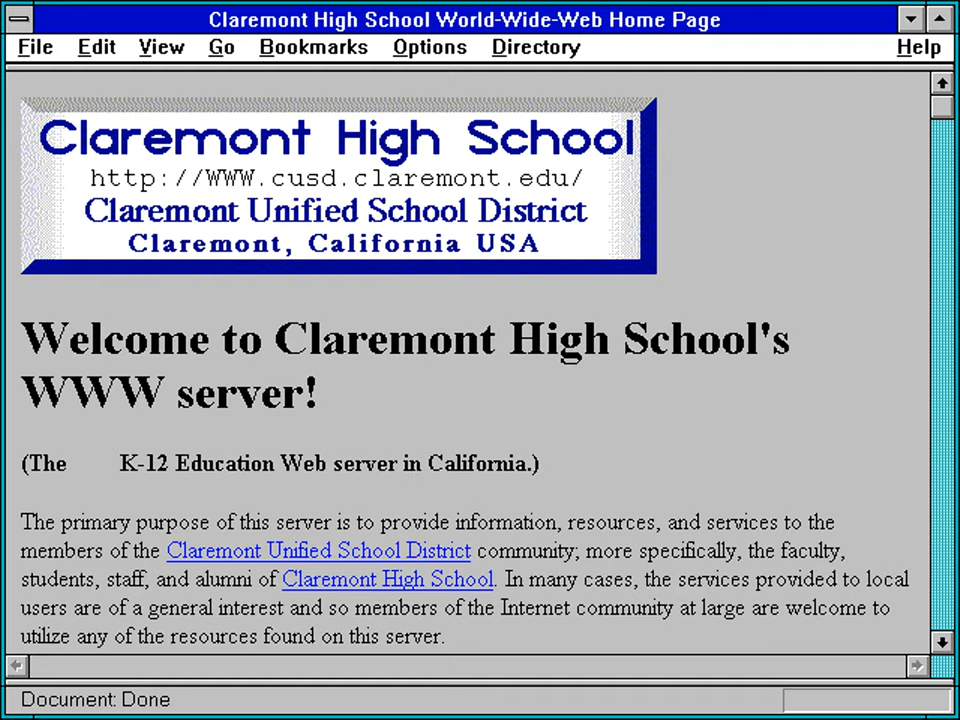 Claremont High School World-Wide-Web Home Page
File Edit View Go Bookmarks Options Directory Help
Claremont High School
http://WWW.cusd.claremont.edu/
Claremont Unified School District
Claremont, California USA
Welcome to Claremont High School's
WWW server!
(The K-12 Education Web server in California.)
The primary purpose of this server is to provide information, resources, and services to the
members of the Claremont Unified School District community; more specifically, the faculty,
students, staff, and alumni of Claremont High School. In many cases, the services provided to local
users are of a general interest and so members of the Internet community at large are welcome to
utilize any of the resources found on this server.
Document: Done